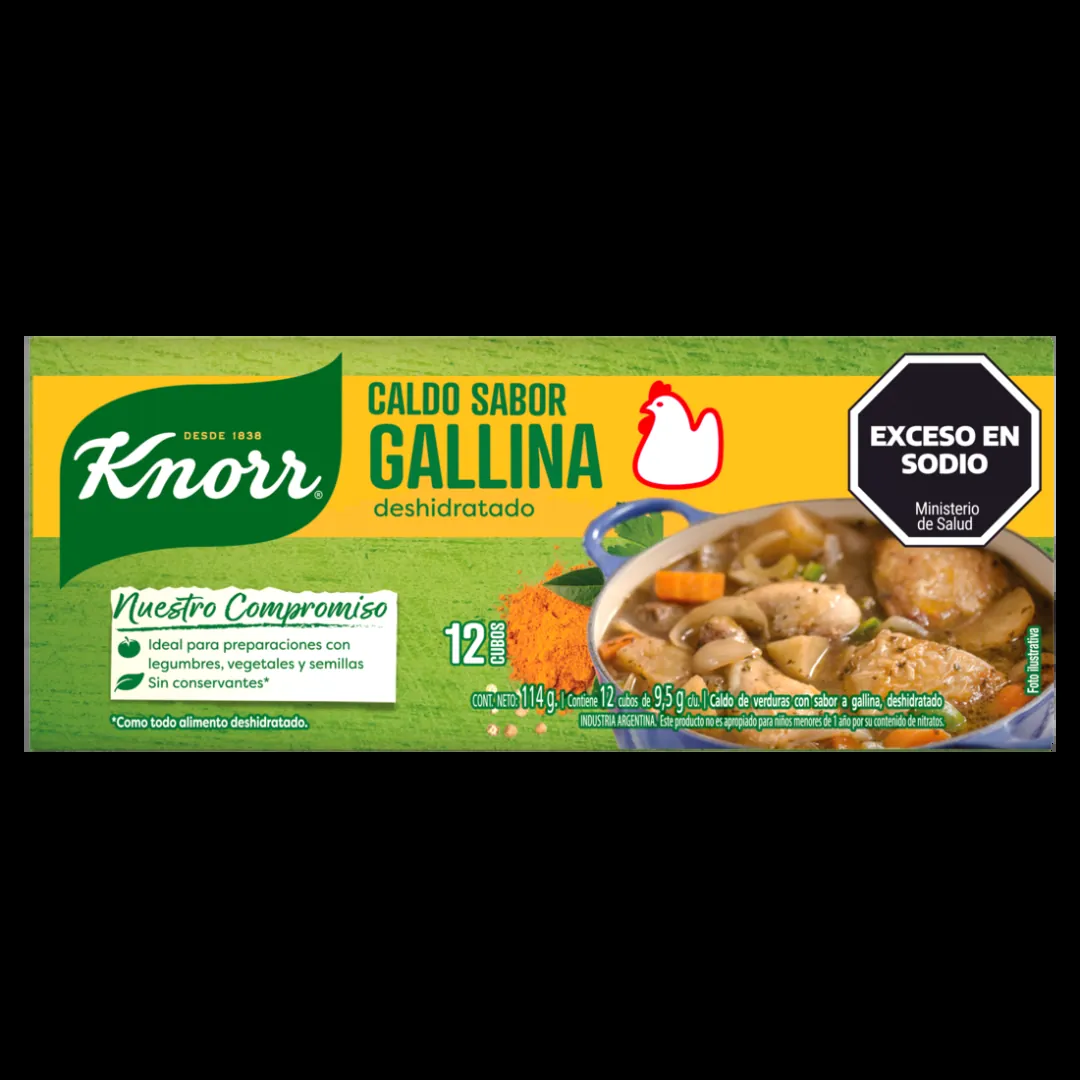 DESDE 1838
Knorr®
CALDO SABOR
GALLINA
deshidratado
EXCESO EN
SODIO
Ministerio
de Salud
Nuestro Compromiso
Ideal para preparaciones con
legumbres, vegetales y semillas
Sin conservantes*
*Como todo alimento deshidratado.
12 CUBOS
CONT. NETO: 114 g. | Contiene 12 cubos de 9,5 g c/u. | Caldo de verduras con sabor a gallina, deshidratado
INDUSTRIA ARGENTINA. Este producto no es apropiado para niños menores de 1 año por su contenido de nitratos.
Foto ilustrativa